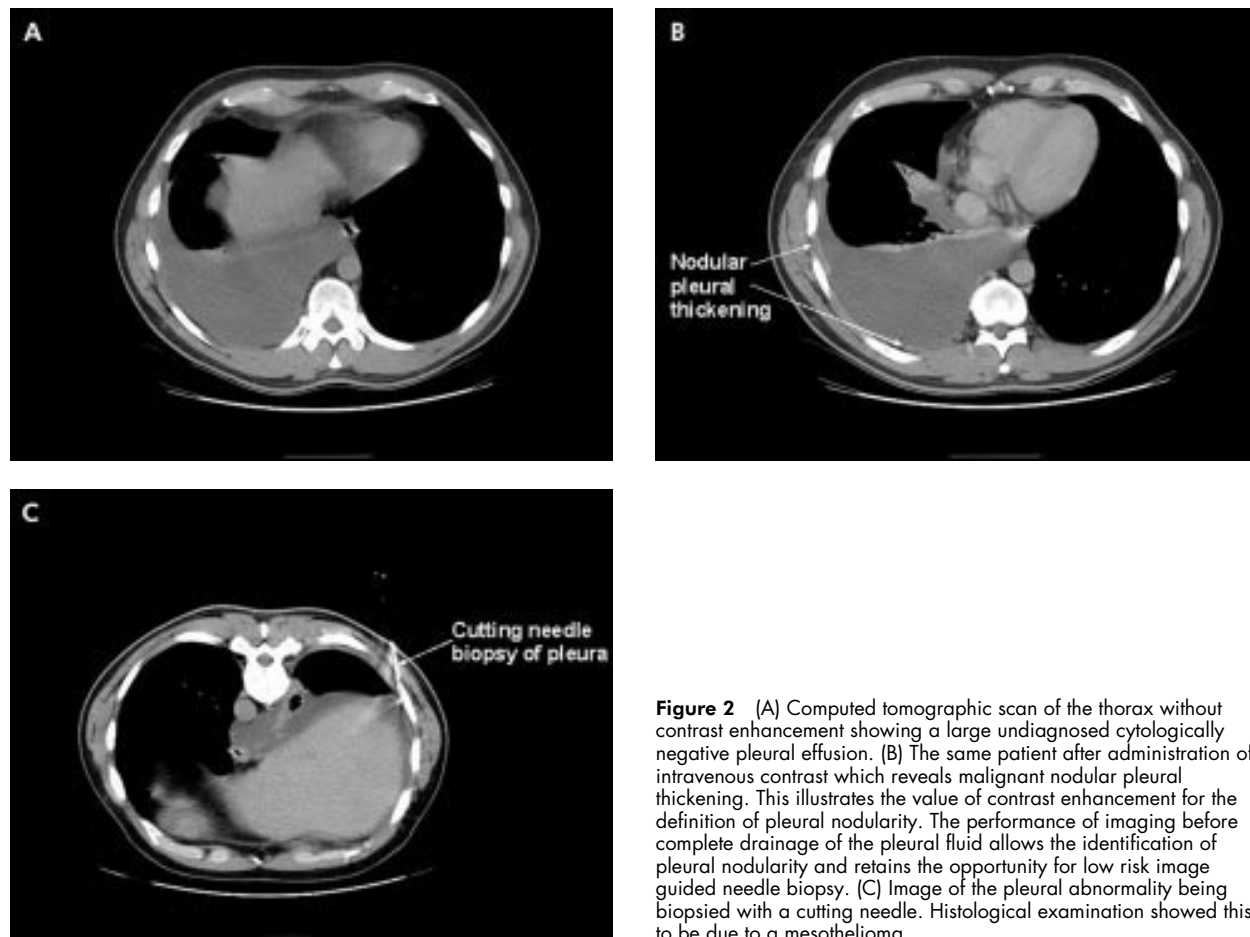 A
B
Nodular
pleural
thickening
C
Cutting needle
biopsy of pleura
Figure 2 (A) Computed tomographic scan of the thorax without
contrast enhancement showing a large undiagnosed cytologically
negative pleural effusion. (B) The same patient after administration of
intravenous contrast which reveals malignant nodular pleural
thickening. This illustrates the value of contrast enhancement for the
definition of pleural nodularity. The performance of imaging before
complete drainage of the pleural fluid allows the identification of
pleural nodularity and retains the opportunity for low risk image
guided needle biopsy. (C) Image of the pleural abnormality being
biopsied with a cutting needle. Histological examination showed this
to be due to a mesothelioma